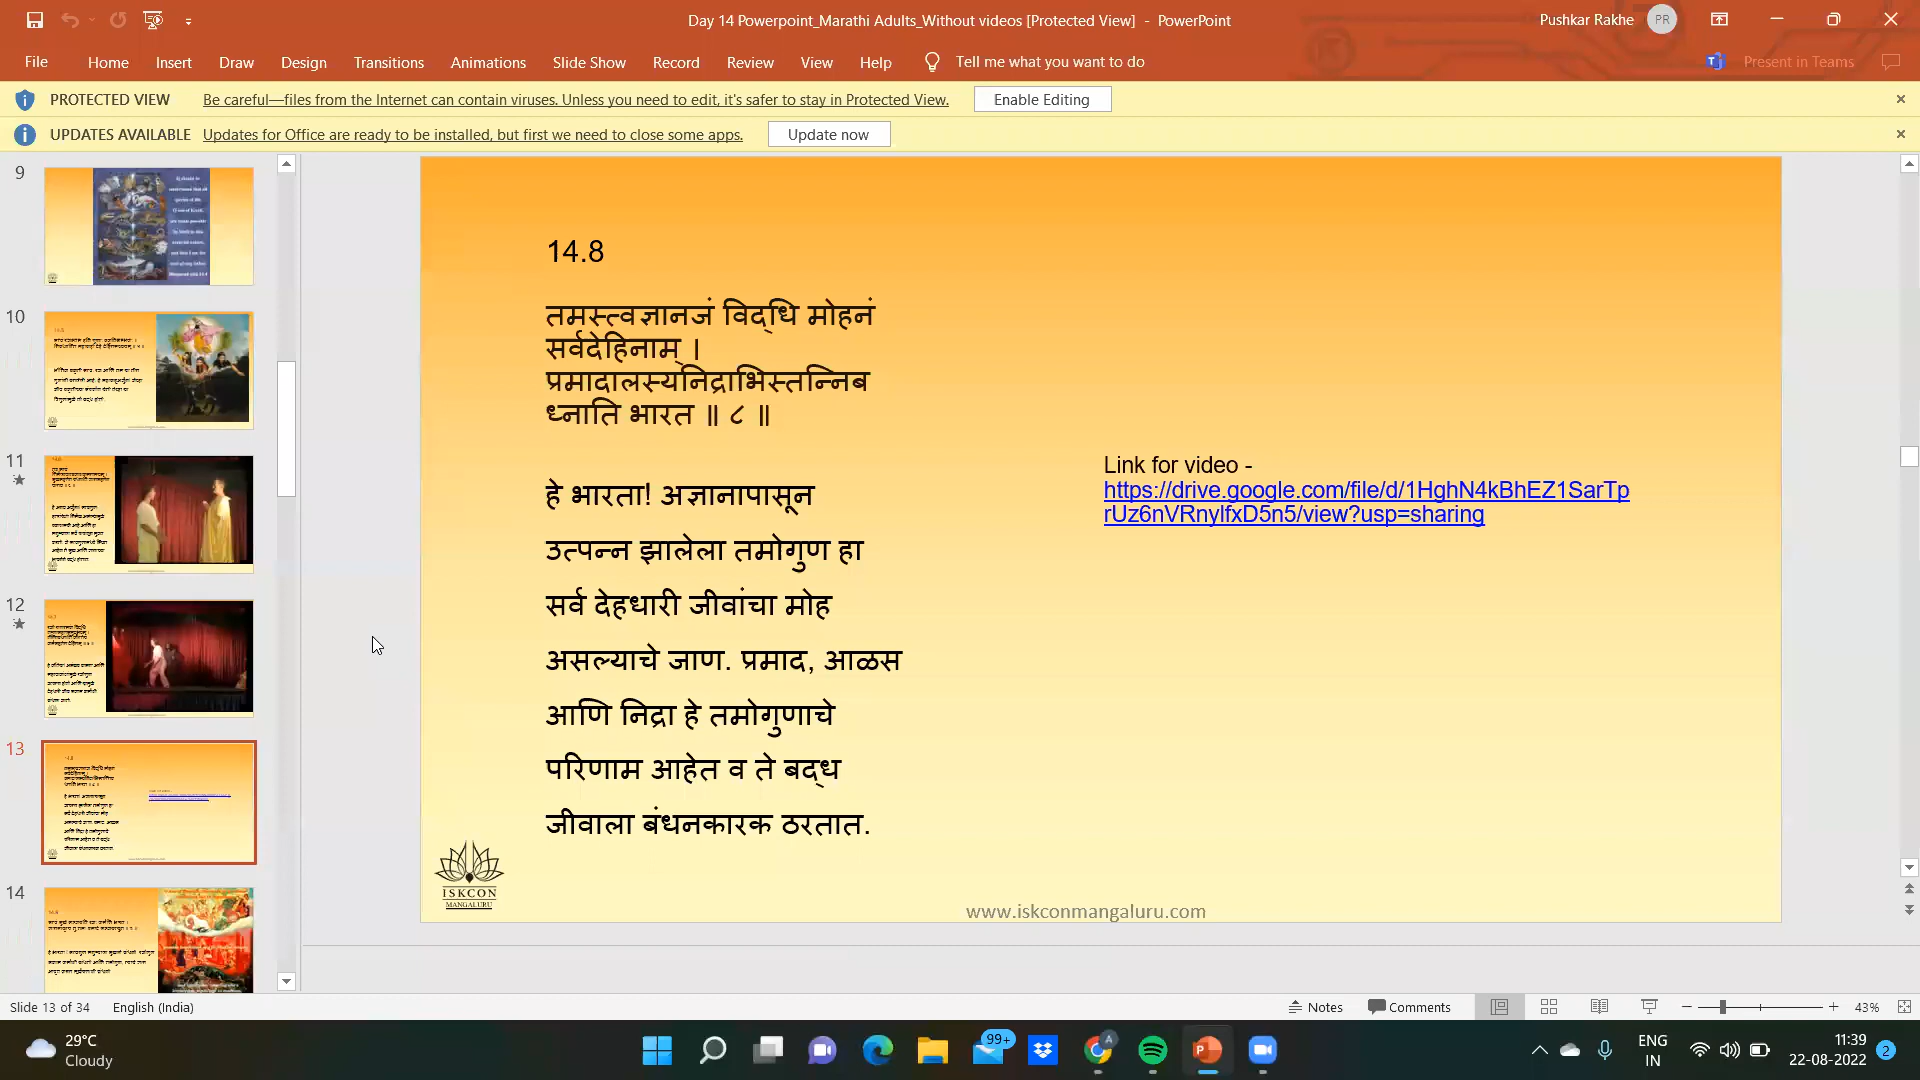 Day 14 Powerpoint_Marathi Adults_Without videos [Protected View] - PowerPoint
Pushkar Rakhe PR
File Home Insert Draw Design Transitions Animations Slide Show Record Review View Help Tell me what you want to do Present in Teams
PROTECTED VIEW Be careful—files from the Internet can contain viruses. Unless you need to edit, it's safer to stay in Protected View. Enable Editing
UPDATES AVAILABLE Updates for Office are ready to be installed, but first we need to close some apps. Update now
9
10
11
12
13
14
14.8
तमस्त्वज्ञानजं विद्धि मोहनं
सर्वदेहिनाम् ।
प्रमादालस्यनिद्राभिस्तन्निब
ध्नाति भारत ॥ ८ ॥
हे भारता! अज्ञानापासून
उत्पन्न झालेला तमोगुण हा
सर्व देहधारी जीवांचा मोह
असल्याचे जाण. प्रमाद, आळस
आणि निद्रा हे तमोगुणाचे
परिणाम आहेत व ते बद्ध
जीवाला बंधनकारक ठरतात.
Link for video -
https://drive.google.com/file/d/1HghN4kBhEZ1SarTp
rUz6nVRnylfxD5n5/view?usp=sharing
ISKCON
MANGALURU
www.iskconmangaluru.com
Slide 13 of 34 English (India) Notes Comments 43%
29°C
Cloudy
99+
ENG
IN
11:39
22-08-2022
2